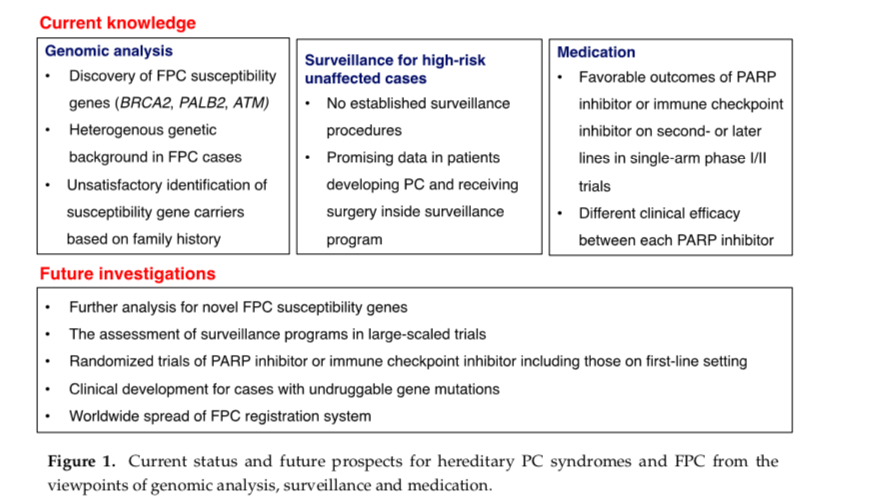 Current knowledge
Genomic analysis
• Discovery of FPC susceptibility
genes (BRCA2, PALB2, ATM)
• Heterogenous genetic
background in FPC cases
• Unsatisfactory identification of
susceptibility gene carriers
based on family history
Surveillance for high-risk
unaffected cases
• No established surveillance
procedures
• Promising data in patients
developing PC and receiving
surgery inside surveillance
program
Medication
• Favorable outcomes of PARP
inhibitor or immune checkpoint
inhibitor on second- or later
lines in single-arm phase I/II
trials
• Different clinical efficacy
between each PARP inhibitor
Future investigations
• Further analysis for novel FPC susceptibility genes
• The assessment of surveillance programs in large-scaled trials
• Randomized trials of PARP inhibitor or immune checkpoint inhibitor including those on first-line setting
• Clinical development for cases with undruggable gene mutations
• Worldwide spread of FPC registration system
Figure 1. Current status and future prospects for hereditary PC syndromes and FPC from the
viewpoints of genomic analysis, surveillance and medication.